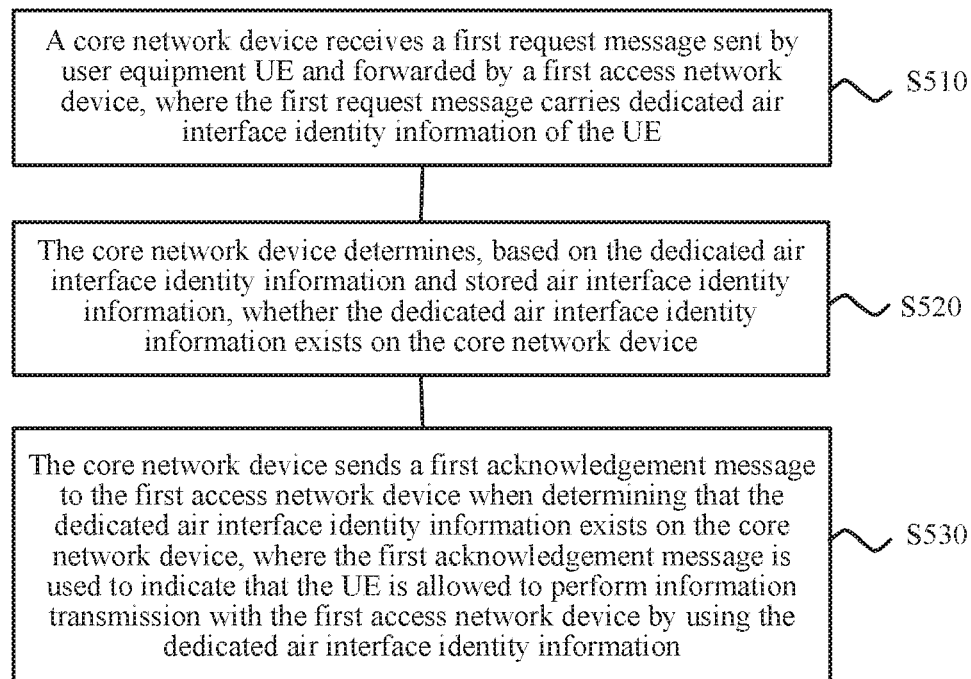 A core network device receives a first request message sent by
user equipment UE and forwarded by a first access network
device, where the first request message carries dedicated air
interface identity information of the UE
S510
The core network device determines, based on the dedicated air
interface identity information and stored air interface identity
information, whether the dedicated air interface identity
information exists on the core network device
S520
The core network device sends a first acknowledgement message
to the first access network device when determining that the
dedicated air interface identity information exists on the core
network device, where the first acknowledgement message is
used to indicate that the UE is allowed to perform information
transmission with the first access network device by using the
dedicated air interface identity information
S530